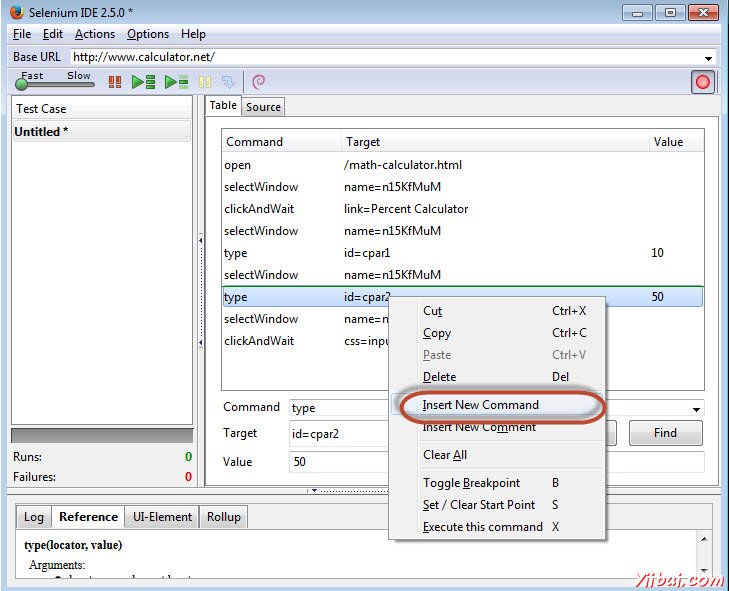 Selenium IDE 2.5.0 *
File Edit Actions Options Help
Base URL http://www.calculator.net/
Fast Slow
Test Case
Untitled *
Table Source
Command Target Value
open /math-calculator.html
selectWindow name=n15KfMuM
clickAndWait link=Percent Calculator
selectWindow name=n15KfMuM
type id=cpar1 10
selectWindow name=n15KfMuM
type id=cpar2 50
selectWindow name=n
clickAndWait css=inpu
Cut Ctrl+X
Copy Ctrl+C
Paste Ctrl+V
Delete Del
Insert New Command
Insert New Comment
Clear All
Toggle Breakpoint B
Set / Clear Start Point S
Execute this command X
Command type
Target id=cpar2 Find
Value 50
Runs: 0
Failures: 0
Log Reference UI-Element Rollup
type(locator, value)
Arguments:
Yiibai.com